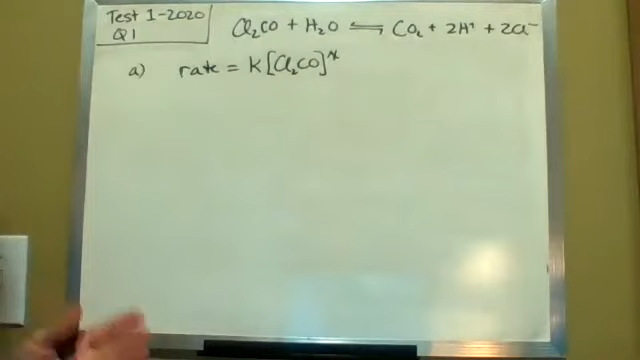 Test 1-2020
Q1
Cl₂CO + H₂O ⇌ CO₂ + 2H⁺ + 2Cl⁻
a) rate = K[Cl₂CO]ˣ